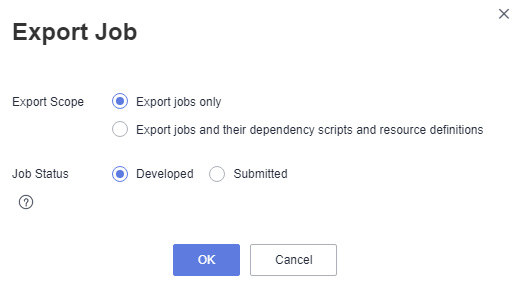 Export Job
Export Scope Export jobs only
Export jobs and their dependency scripts and resource definitions
Job Status Developed Submitted
?
OK Cancel